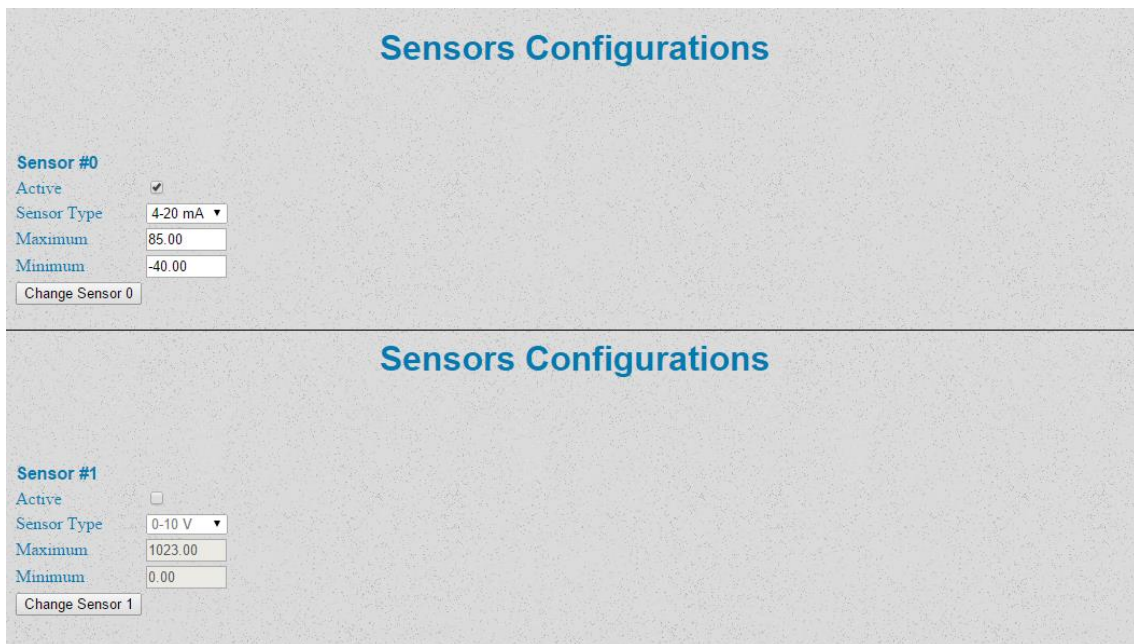 Sensors Configurations
Sensor #0
Active
Sensor Type 4-20 mA
Maximum 85.00
Minimum -40.00
Change Sensor 0
Sensors Configurations
Sensor #1
Active
Sensor Type 0-10 V
Maximum 1023.00
Minimum 0.00
Change Sensor 1